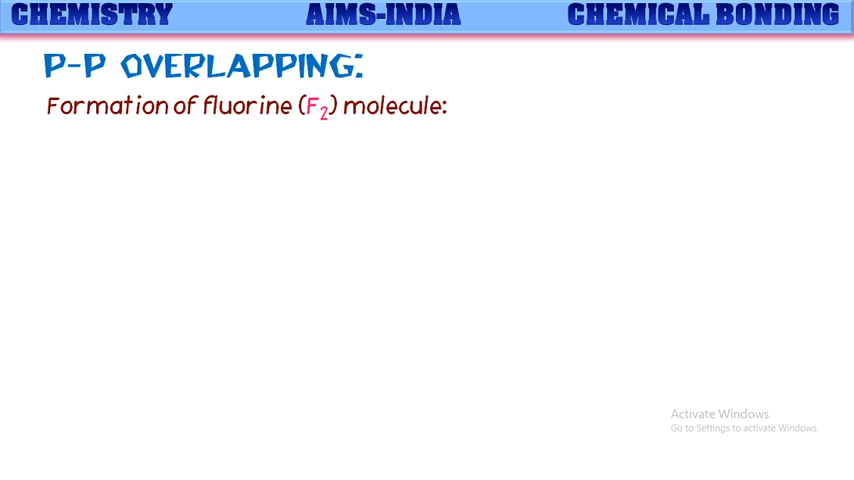 CHEMISTRY AIMS-INDIA CHEMICAL BONDING
P-P OVERLAPPING:
Formation of fluorine (F₂) molecule:
Activate Windows
Go to Settings to activate Windows.